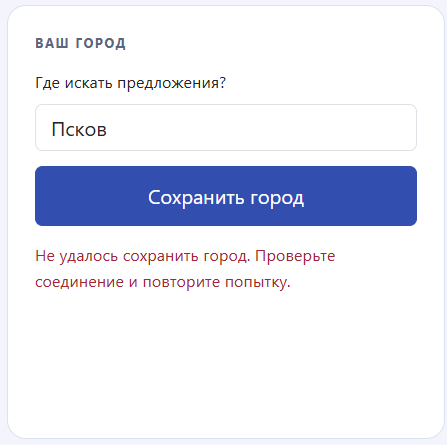 ВАШ ГОРОД
Где искать предложения?
Псков
Сохранить город
Не удалось сохранить город. Проверьте
соединение и повторите попытку.